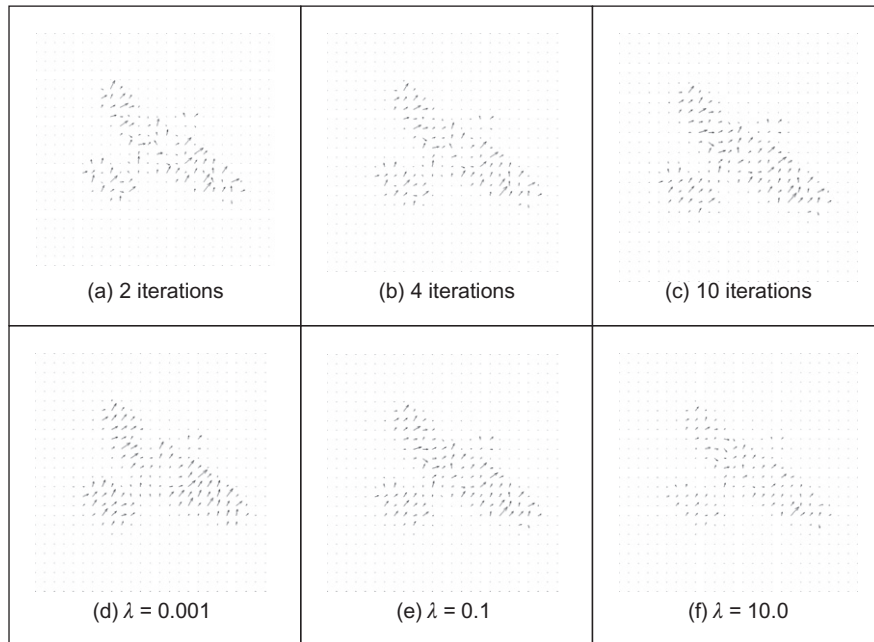 (a) 2 iterations
(b) 4 iterations
(c) 10 iterations
(d) λ = 0.001
(e) λ = 0.1
(f) λ = 10.0